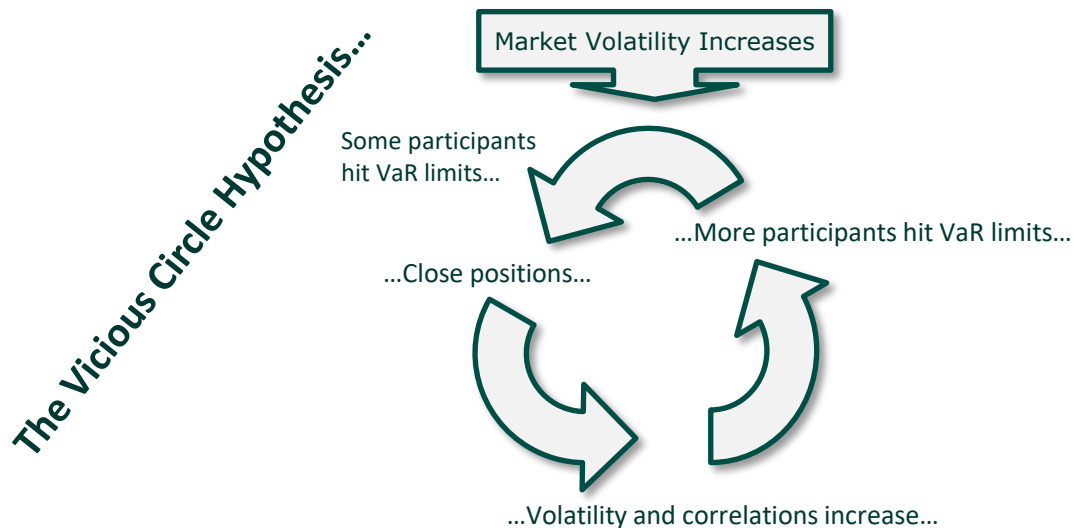 The Vicious Circle Hypothesis...
Market Volatility Increases
Some participants
hit VaR limits...
...Close positions...
...Volatility and correlations increase...
...More participants hit VaR limits...